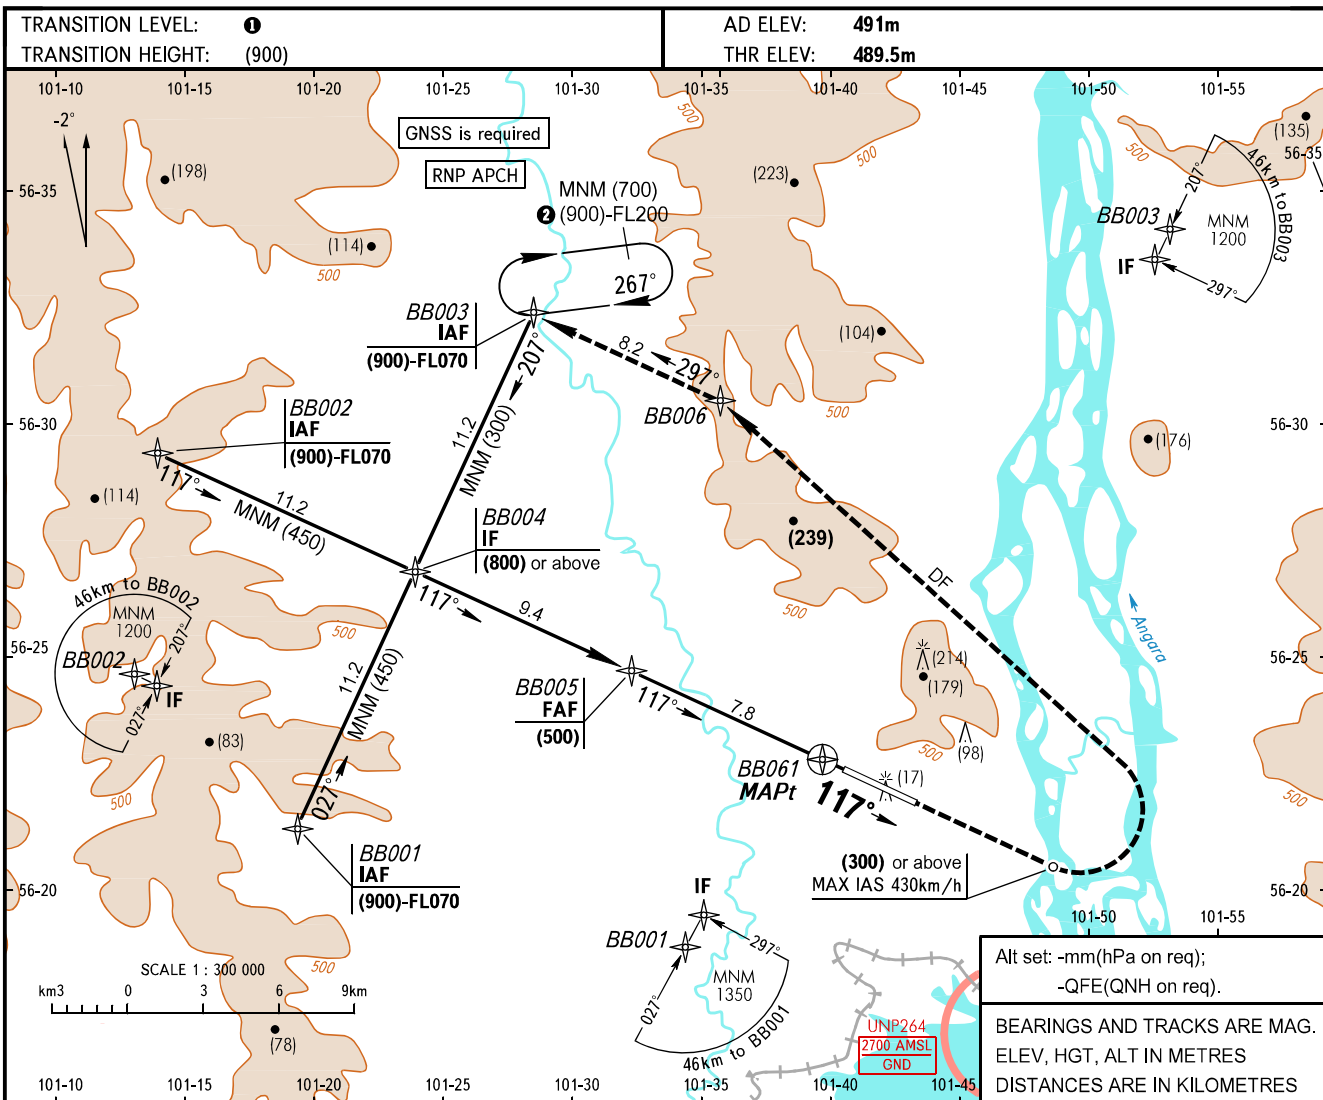 TRANSITION LEVEL: ❶
TRANSITION HEIGHT: (900)
AD ELEV: 491m
THR ELEV: 489.5m
101-10 101-15 101-20 101-25 101-30 101-35 101-40 101-45 101-50 101-55
-2°
GNSS is required
RNP APCH
500
500
500
(135)
56-35
56-35
(198)
(223)
(114)
500
MNM (700)
❷ (900)-FL200
267°
46km to BB003
207°
BB003
MNM
1200
IF
297°
BB003
IAF
(900)-FL070
207°
8.2
297°
(104)
BB006
500
BB002
IAF
(900)-FL070
56-30
56-30
11.2
MNM (300)
(176)
117°
11.2
MNM (450)
(114)
BB004
IF
(800) or above
(239)
117°
9.4
DF
500
46km to BB002
MNM
1200
207°
BB002
IF
027°
500
56-25
56-25
Angara
(214)
(179)
11.2
MNM (450)
BB005
FAF
(500)
117°
7.8
(83)
(98)
500
BB061
MAPt
(17)
117°
027°
500
500
BB001
IAF
(900)-FL070
(300) or above
MAX IAS 430km/h
56-20
56-20
IF
BB001
297°
MNM
1350
027°
46km to BB001
101-50 101-55
500
SCALE 1 : 300 000
km3 0 3 6 9km
(78)
UNP264
2700 AMSL
GND
Alt set: -mm(hPa on req);
-QFE(QNH on req).
BEARINGS AND TRACKS ARE MAG.
ELEV, HGT, ALT IN METRES
DISTANCES ARE IN KILOMETRES
101-10 101-15 101-20 101-25 101-30 101-35 101-40 101-45